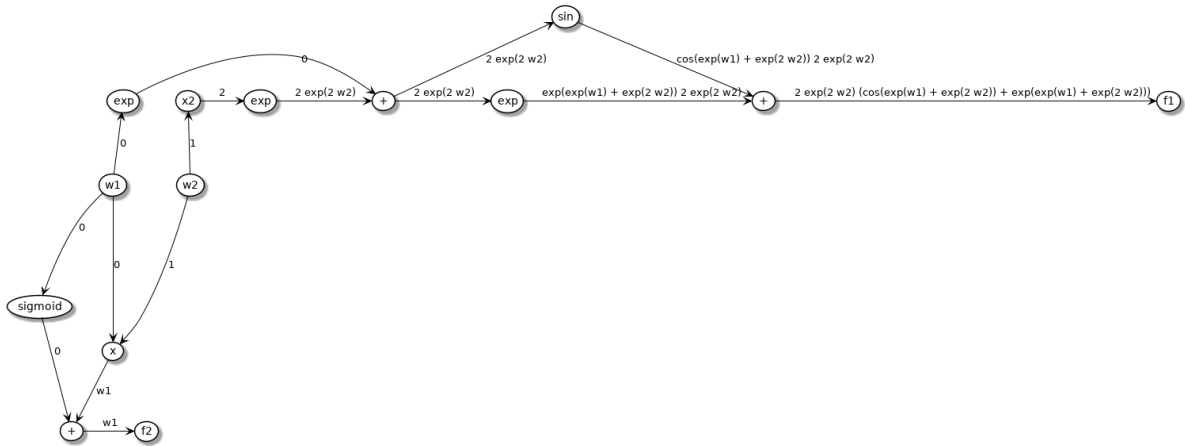 sin
0
2 exp(2 w2)
cos(exp(w1) + exp(2 w2)) 2 exp(2 w2)
exp
x2
2
exp
2 exp(2 w2)
+
2 exp(2 w2)
exp
exp(exp(w1) + exp(2 w2)) 2 exp(2 w2)
+
2 exp(2 w2) (cos(exp(w1) + exp(2 w2)) + exp(exp(w1) + exp(2 w2)))
f1
0
1
w1
w2
0
0
1
sigmoid
0
x
w1
+
w1
f2